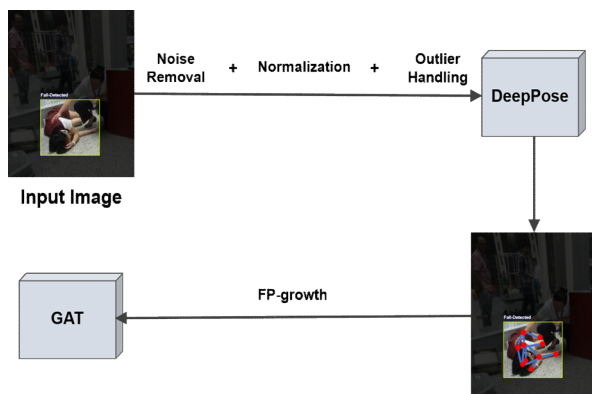 Noise
Removal
+
Normalization
+
Outlier
Handling
DeepPose
Fall-Detected
Input Image
FP-growth
GAT
Fall-Detected